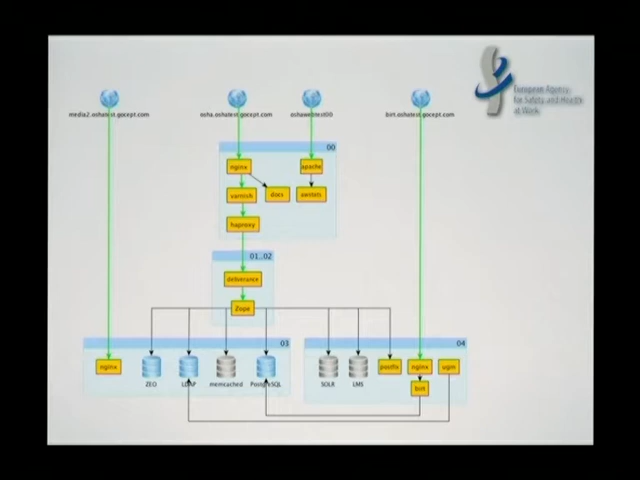 European Agency
for Safety and Health
at Work
media2.oshatest.gocept.com
osha.oshatest.gocept.com
oshawebtest00
birt.oshatest.gocept.com
00
nginx
apache
varnish
docs
awstats
haproxy
01...02
deliverance
Zope
03
04
nginx
ZEO
LDAP
memcached
PostgreSQL
SOLR
LMS
postfix
nginx
birt